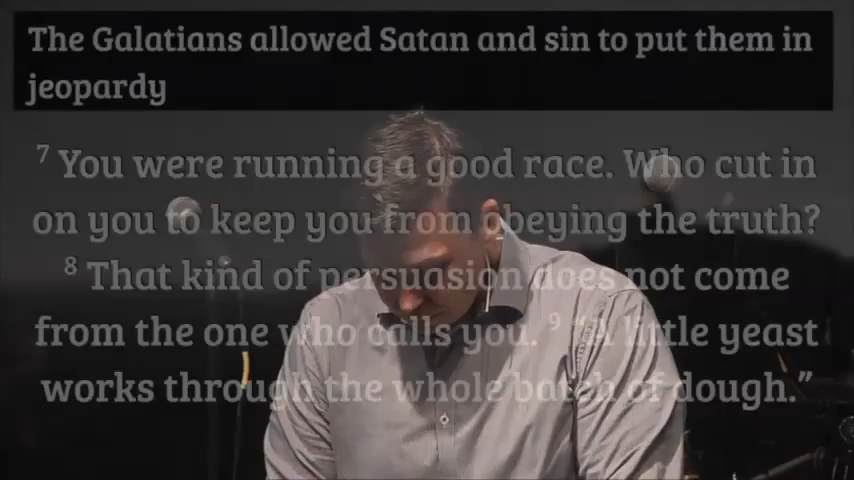 The Galatians allowed Satan and sin to put them in
jeopardy
7 You were running a good race. Who cut in
on you to keep you from obeying the truth?
8 That kind of persuasion does not come
from the one who calls you. 9 “A little yeast
works through the whole batch of dough.”